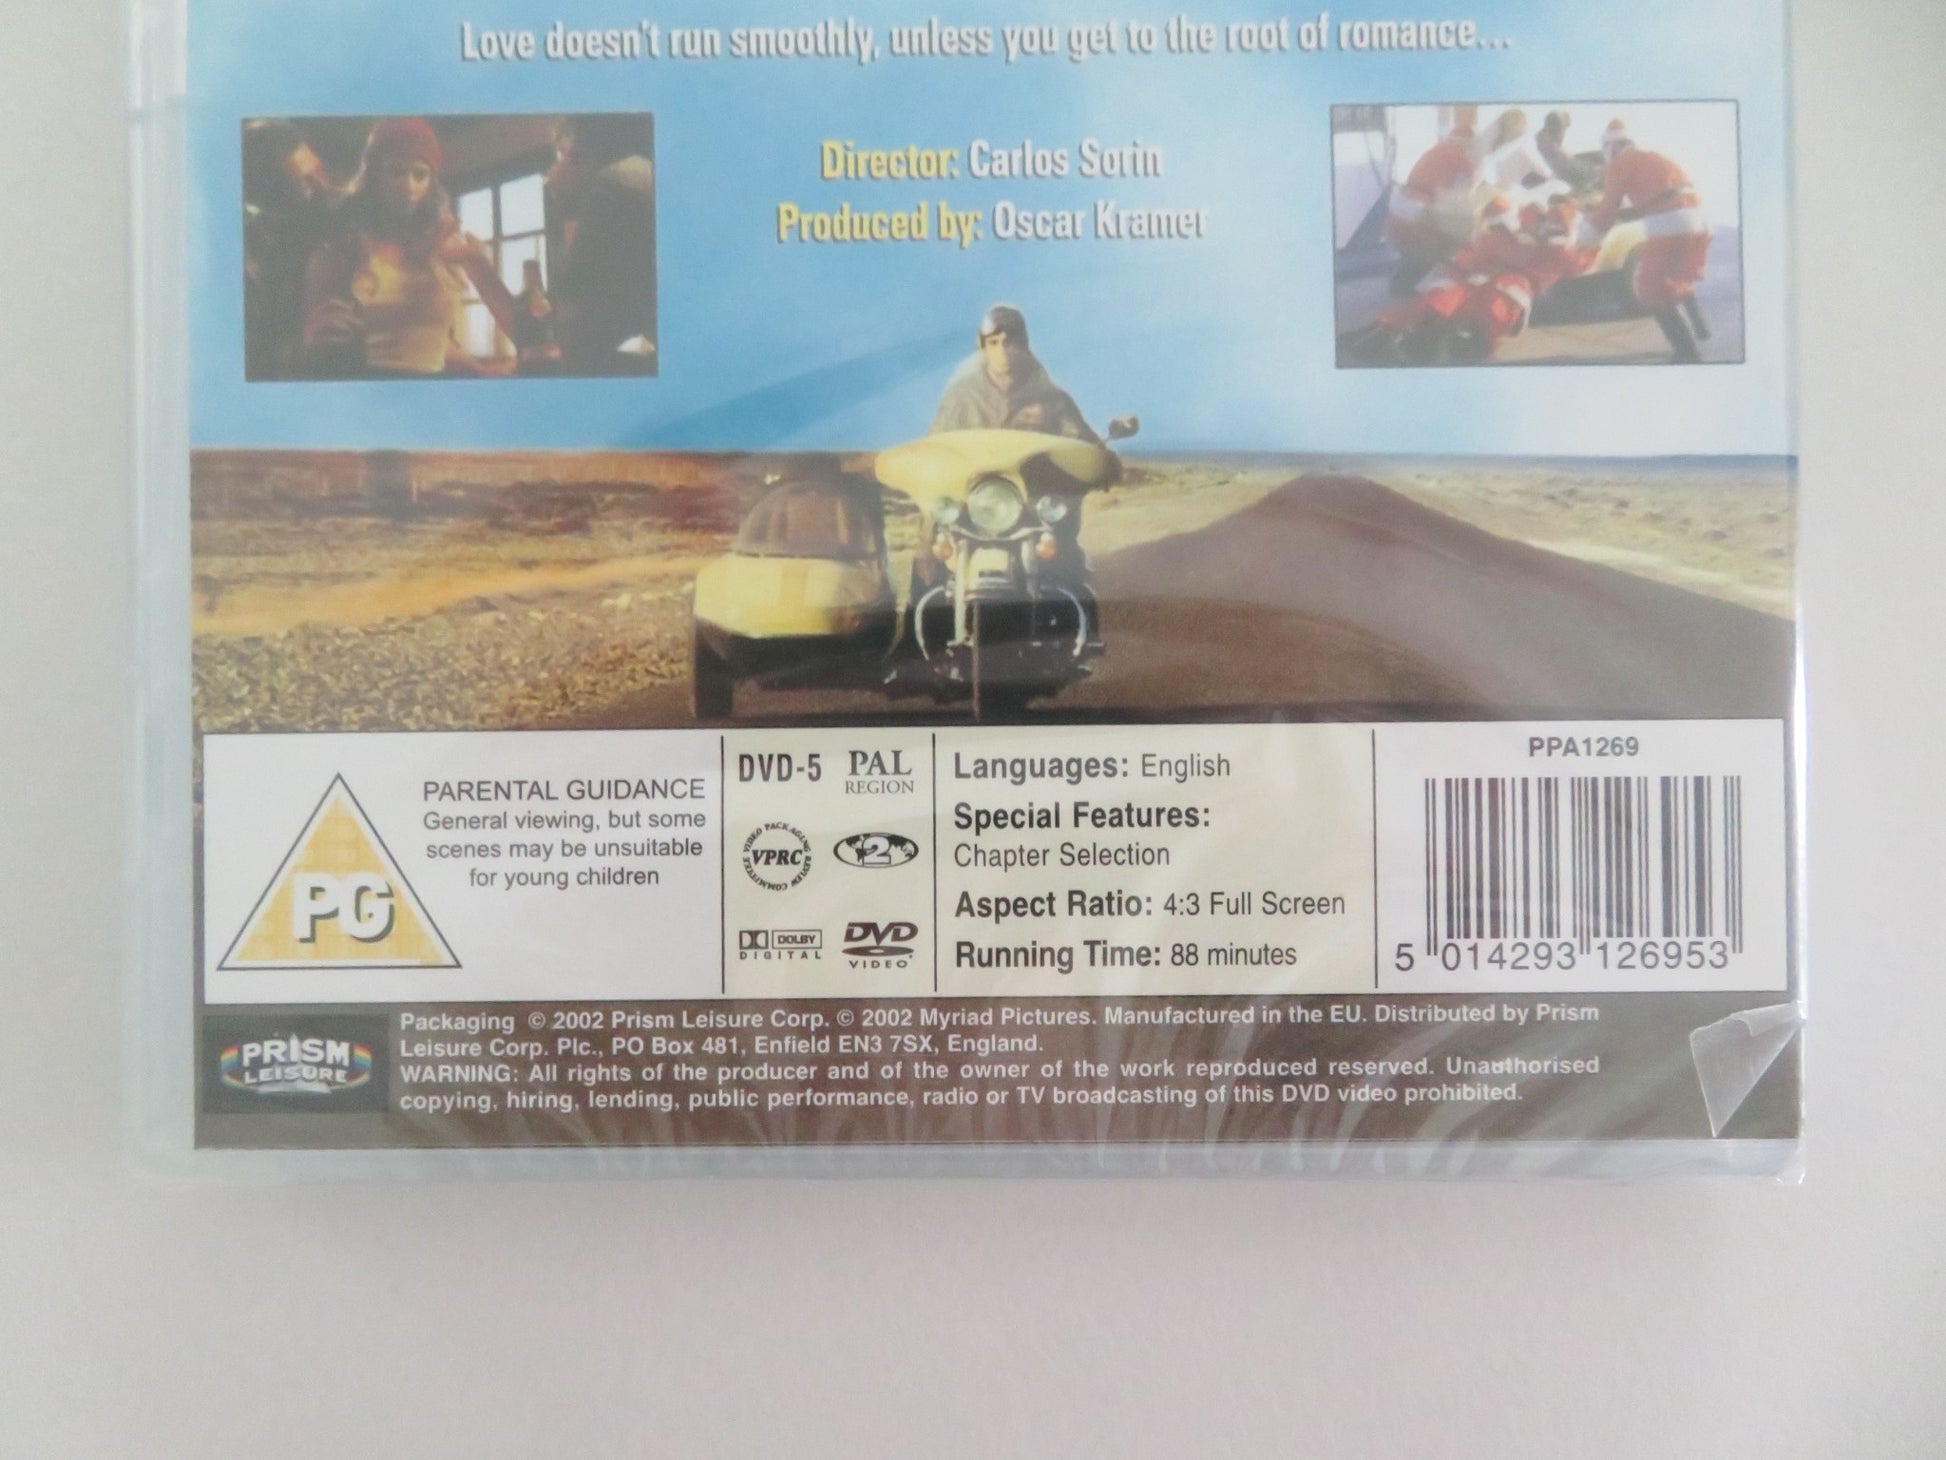 Love doesn't run smoothly, unless you get to the root of romance...
Director: Carlos Sorin
Produced by: Oscar Kramer
PG
PARENTAL GUIDANCE
General viewing, but some
scenes may be unsuitable
for young children
DVD-5
PAL
REGION
VIDEO PACKAGING REVIEW COMMITTEE
VPRC
2
DOLBY
DIGITAL
DVD
VIDEO
Languages: English
Special Features:
Chapter Selection
Aspect Ratio: 4:3 Full Screen
Running Time: 88 minutes
PPA1269
5 014293 126953
PRISM
LEISURE
Packaging © 2002 Prism Leisure Corp. © 2002 Myriad Pictures. Manufactured in the EU. Distributed by Prism
Leisure Corp. Plc., PO Box 481, Enfield EN3 7SX, England.
WARNING: All rights of the producer and of the owner of the work reproduced reserved. Unauthorised
copying, hiring, lending, public performance, radio or TV broadcasting of this DVD video prohibited.